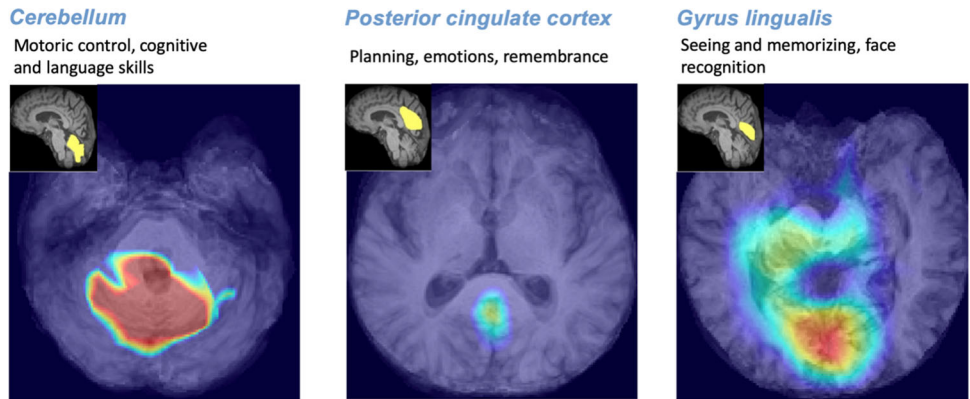 Cerebellum
Motoric control, cognitive
and language skills
Posterior cingulate cortex
Planning, emotions, remembrance
Gyrus lingualis
Seeing and memorizing, face
recognition